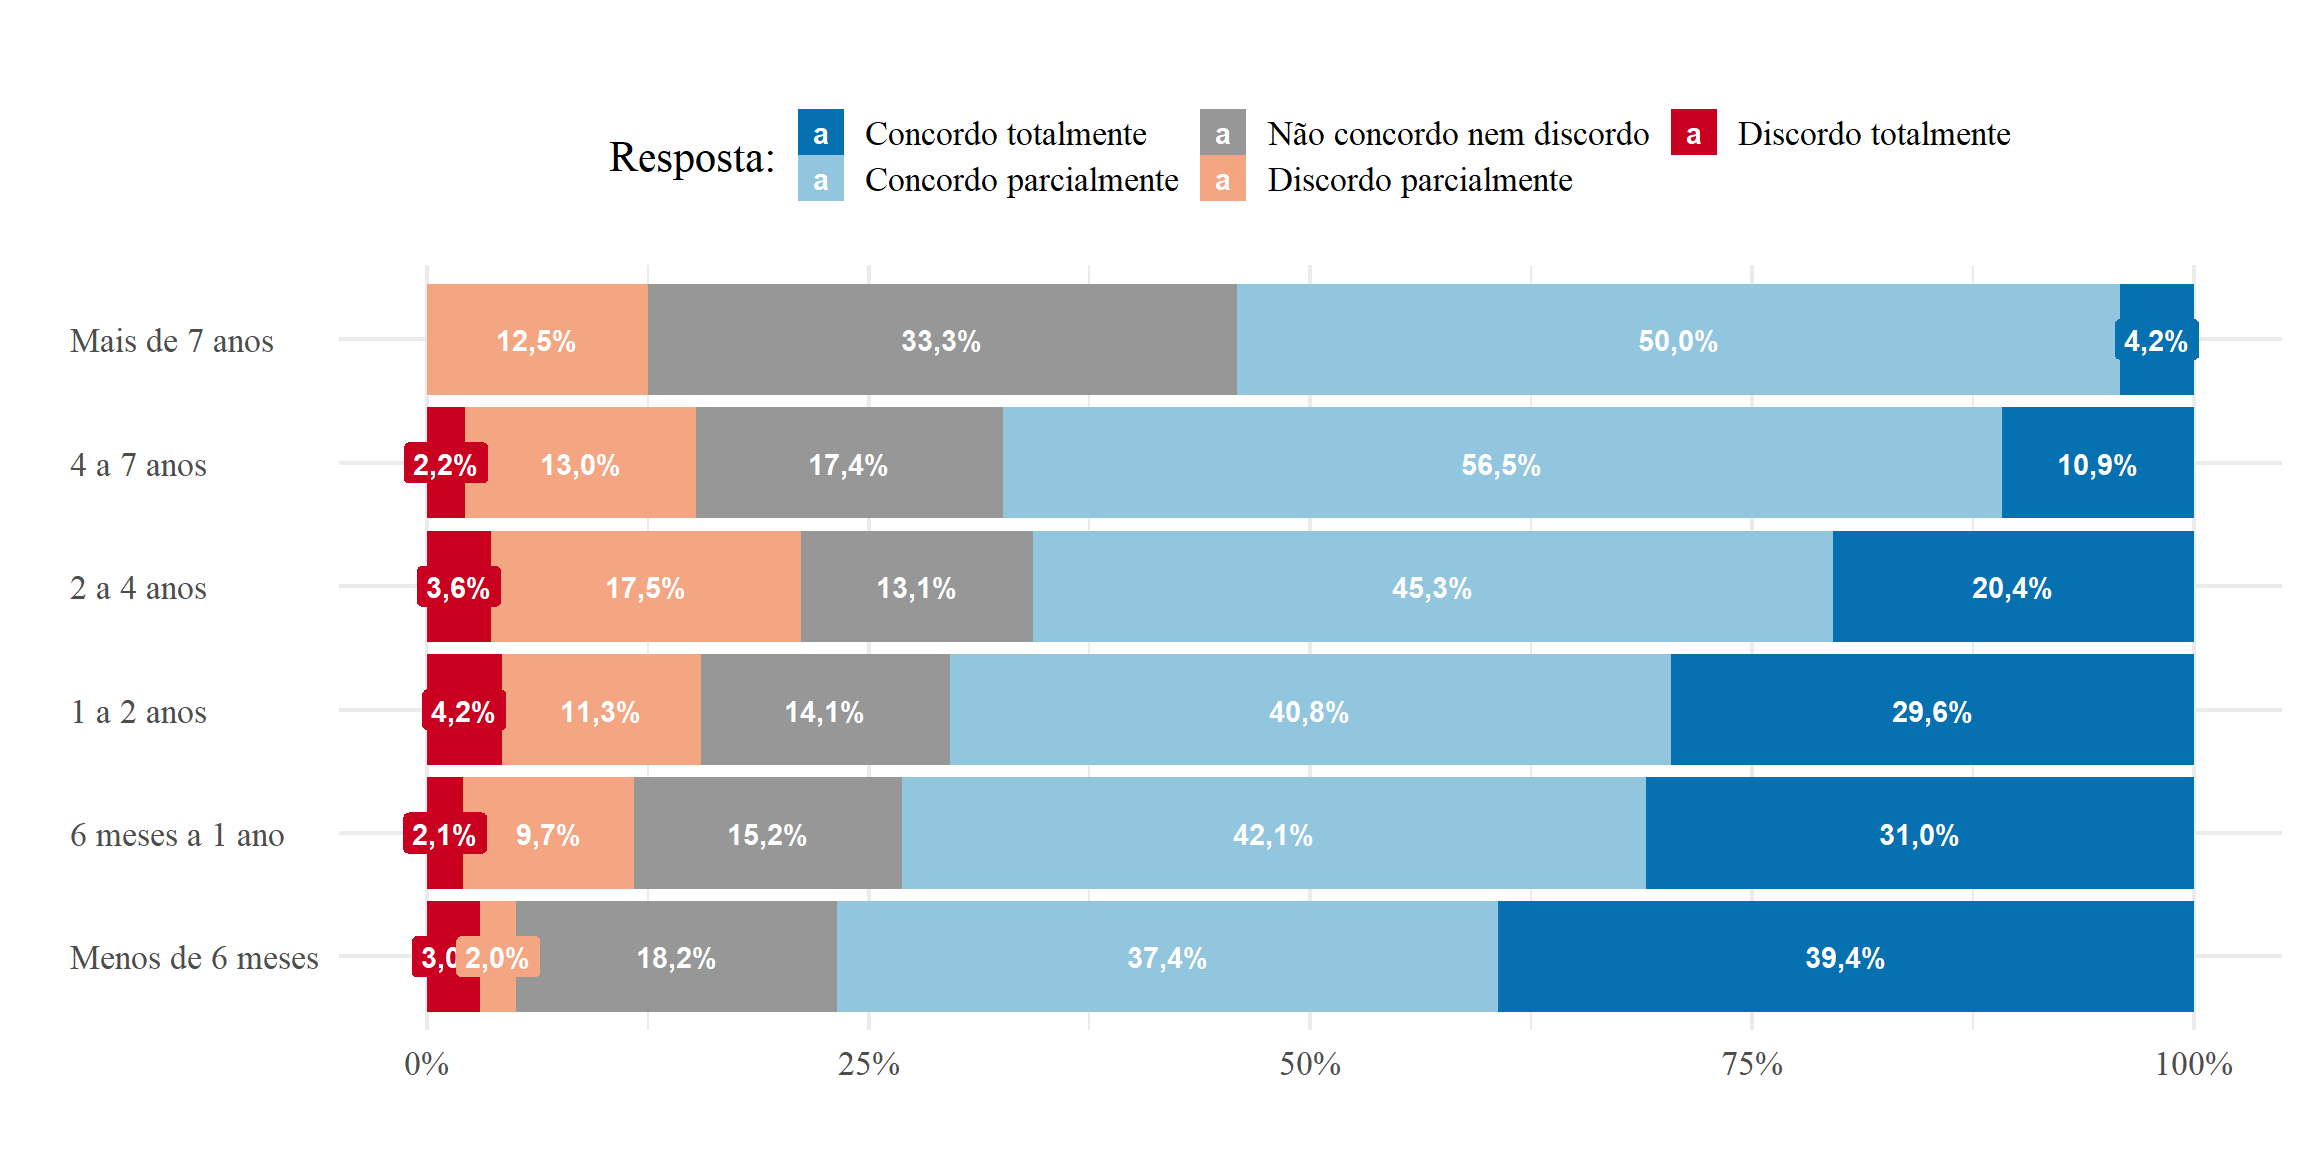 Resposta:
a Concordo totalmente a Não concordo nem discordo a Discordo totalmente
a Concordo parcialmente a Discordo parcialmente
Mais de 7 anos 12,5% 33,3% 50,0% 4,2%
4 a 7 anos 2,2% 13,0% 17,4% 56,5% 10,9%
2 a 4 anos 3,6% 17,5% 13,1% 45,3% 20,4%
1 a 2 anos 4,2% 11,3% 14,1% 40,8% 29,6%
6 meses a 1 ano 2,1% 9,7% 15,2% 42,1% 31,0%
Menos de 6 meses 3,0 2,0% 18,2% 37,4% 39,4%
0% 25% 50% 75% 100%